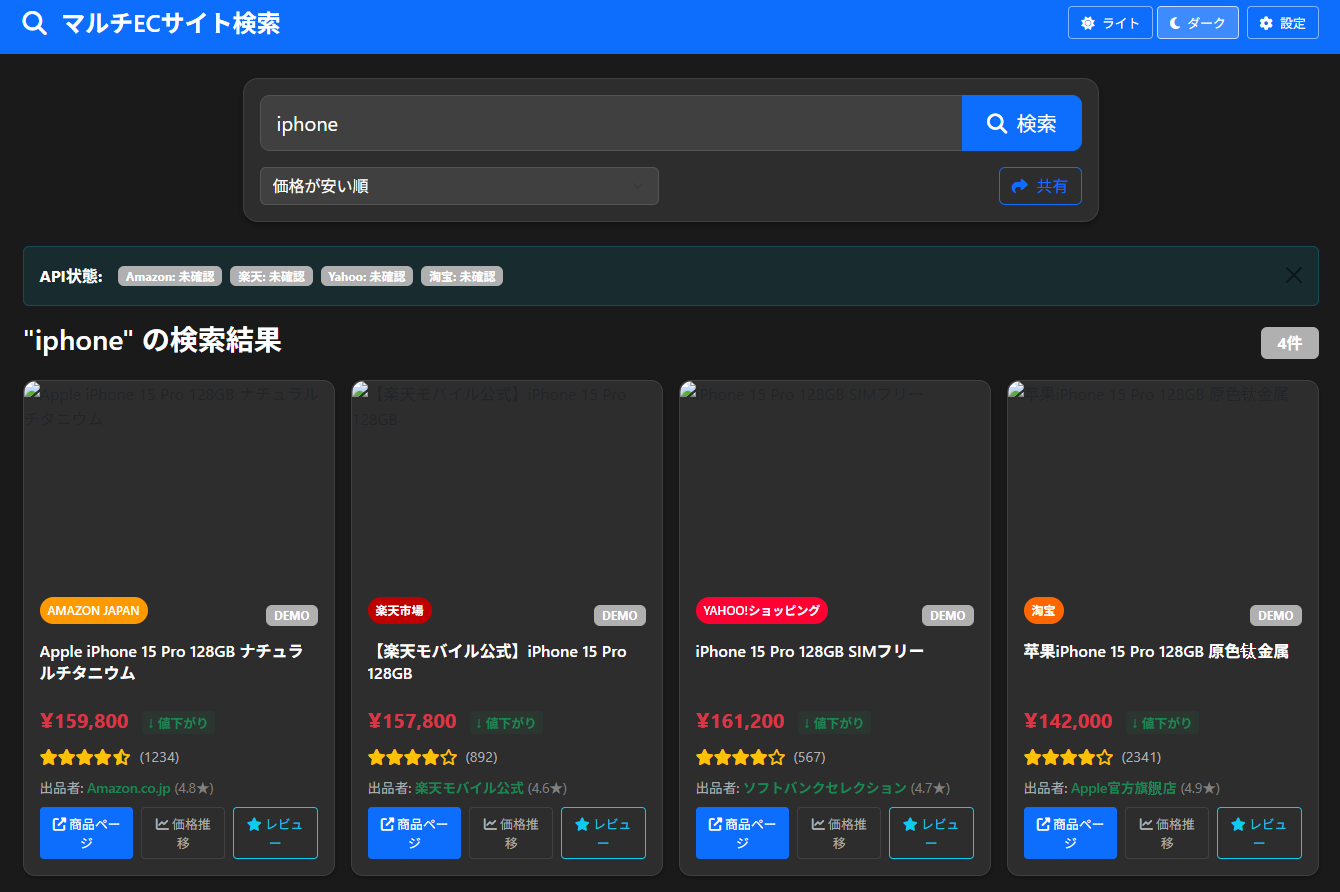 マルチECサイト検索
ライト
ダーク
設定
iphone
検索
価格が安い順
共有
API状態:
Amazon: 未確認
楽天: 未確認
Yahoo: 未確認
淘宝: 未確認
"iphone" の検索結果
4件
Apple iPhone 15 Pro 128GB ナチュラル
チタニウム
AMAZON JAPAN
DEMO
Apple iPhone 15 Pro 128GB ナチュラ
ルチタニウム
¥159,800
↓ 値下がり
(1234)
出品者: Amazon.co.jp (4.8★)
商品ペー
ジ
価格推
移
レビュ
ー
【楽天モバイル公式】iPhone 15 Pro
128GB
楽天市場
DEMO
【楽天モバイル公式】iPhone 15 Pro
128GB
¥157,800
↓ 値下がり
(892)
出品者: 楽天モバイル公式 (4.6★)
商品ペー
ジ
価格推
移
レビュ
ー
iPhone 15 Pro 128GB SIMフリー
YAHOO!ショッピング
DEMO
iPhone 15 Pro 128GB SIMフリー
¥161,200
↓ 値下がり
(567)
出品者: ソフトバンクセレクション (4.7★)
商品ペー
ジ
価格推
移
レビュ
ー
苹果iPhone 15 Pro 128GB 原色钛金属
淘宝
DEMO
苹果iPhone 15 Pro 128GB 原色钛金属
¥142,000
↓ 値下がり
(2341)
出品者: Apple官方旗舰店 (4.9★)
商品ペー
ジ
価格推
移
レビュ
ー